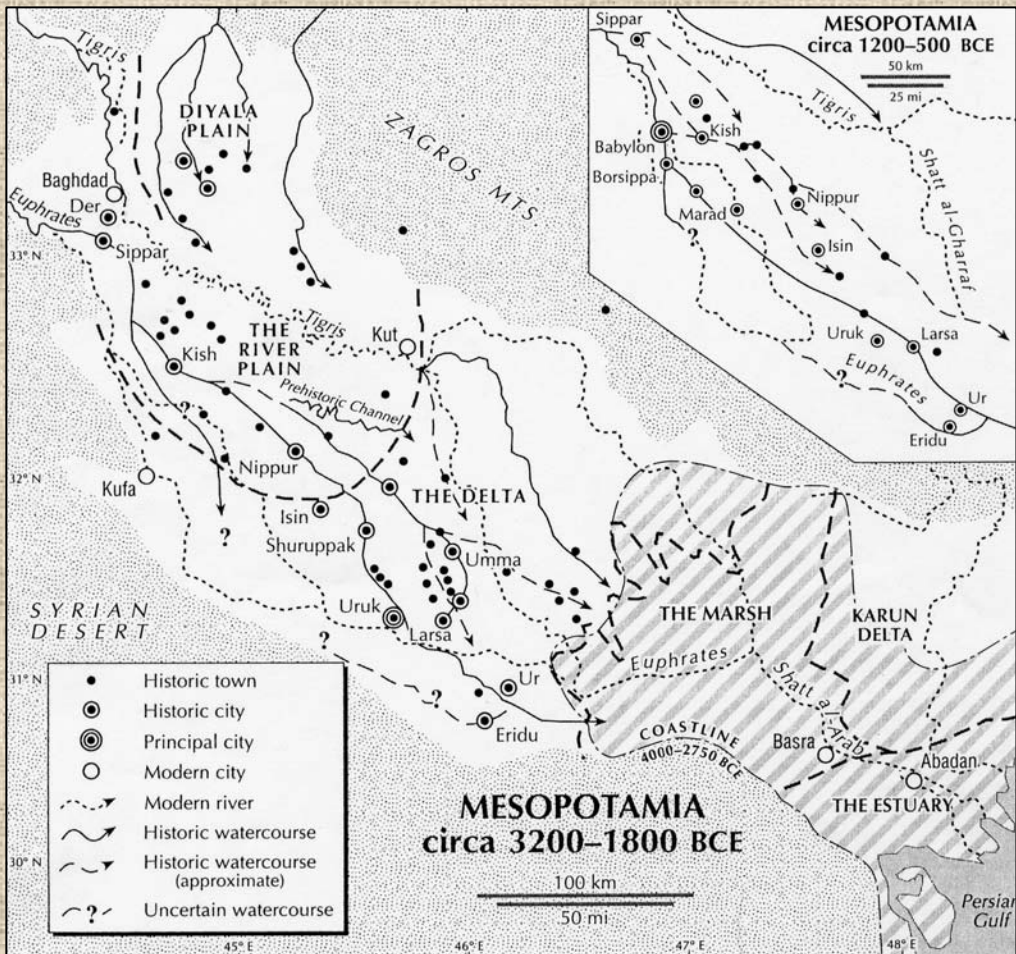 MESOPOTAMIA
circa 3200–1800 BCE
100 km
50 mi
Tigris
DIYALA
PLAIN
ZAGROS MTS
Baghdad
Der
Euphrates
Sippar
33° N
THE
RIVER
PLAIN
Tigris
Kut
Kish
Prehistoric Channel
?
Nippur
32° N
Kufa
THE DELTA
Isin
?
Shuruppak
Umma
SYRIAN
DESERT
Uruk
Larsa
?
THE MARSH
KARUN
DELTA
Euphrates
31° N
Ur
?
Eridu
Shatt al-Arab
COASTLINE
4000–2750 BCE
Basra
Abadan
THE ESTUARY
30° N
Persian
Gulf
45° E
46° E
47° E
48° E
Historic town
Historic city
Principal city
Modern city
Modern river
Historic watercourse
Historic watercourse
(approximate)
? Uncertain watercourse
MESOPOTAMIA
circa 1200–500 BCE
50 km
25 mi
Sippar
Tigris
Kish
Babylon
Borsippa
Shatt al-Gharraf
Nippur
Marad
?
Isin
Uruk
Larsa
Euphrates
?
Ur
Eridu